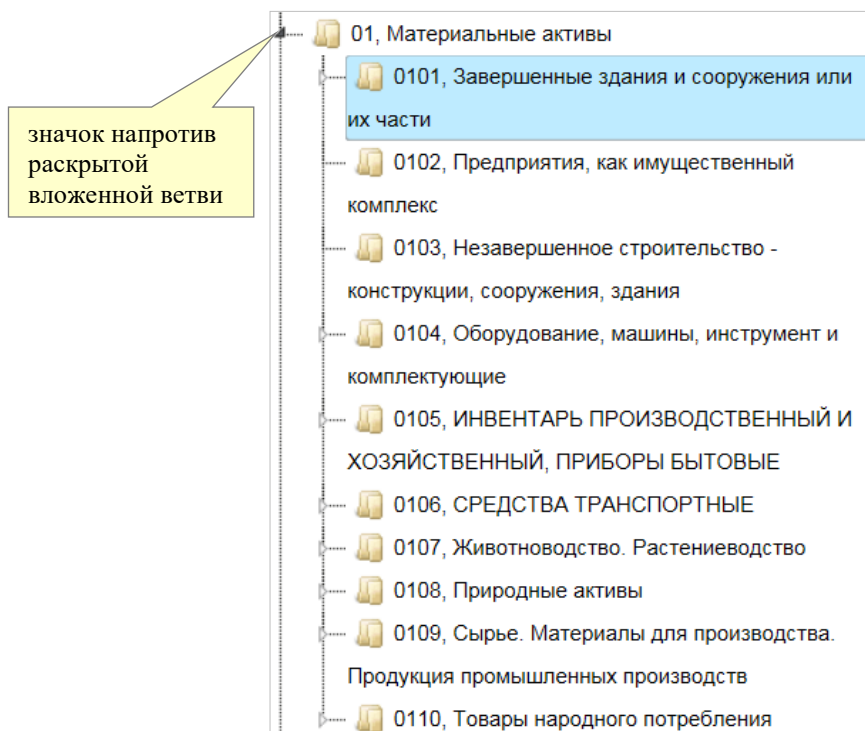 01, Материальные активы
0101, Завершенные здания и сооружения или
их части
значок напротив
раскрытой
вложенной ветви
0102, Предприятия, как имущественный
комплекс
0103, Незавершенное строительство -
конструкции, сооружения, здания
0104, Оборудование, машины, инструмент и
комплектующие
0105, ИНВЕНТАРЬ ПРОИЗВОДСТВЕННЫЙ И
ХОЗЯЙСТВЕННЫЙ, ПРИБОРЫ БЫТОВЫЕ
0106, СРЕДСТВА ТРАНСПОРТНЫЕ
0107, Животноводство. Растениеводство
0108, Природные активы
0109, Сырье. Материалы для производства.
Продукция промышленных производств
0110, Товары народного потребления